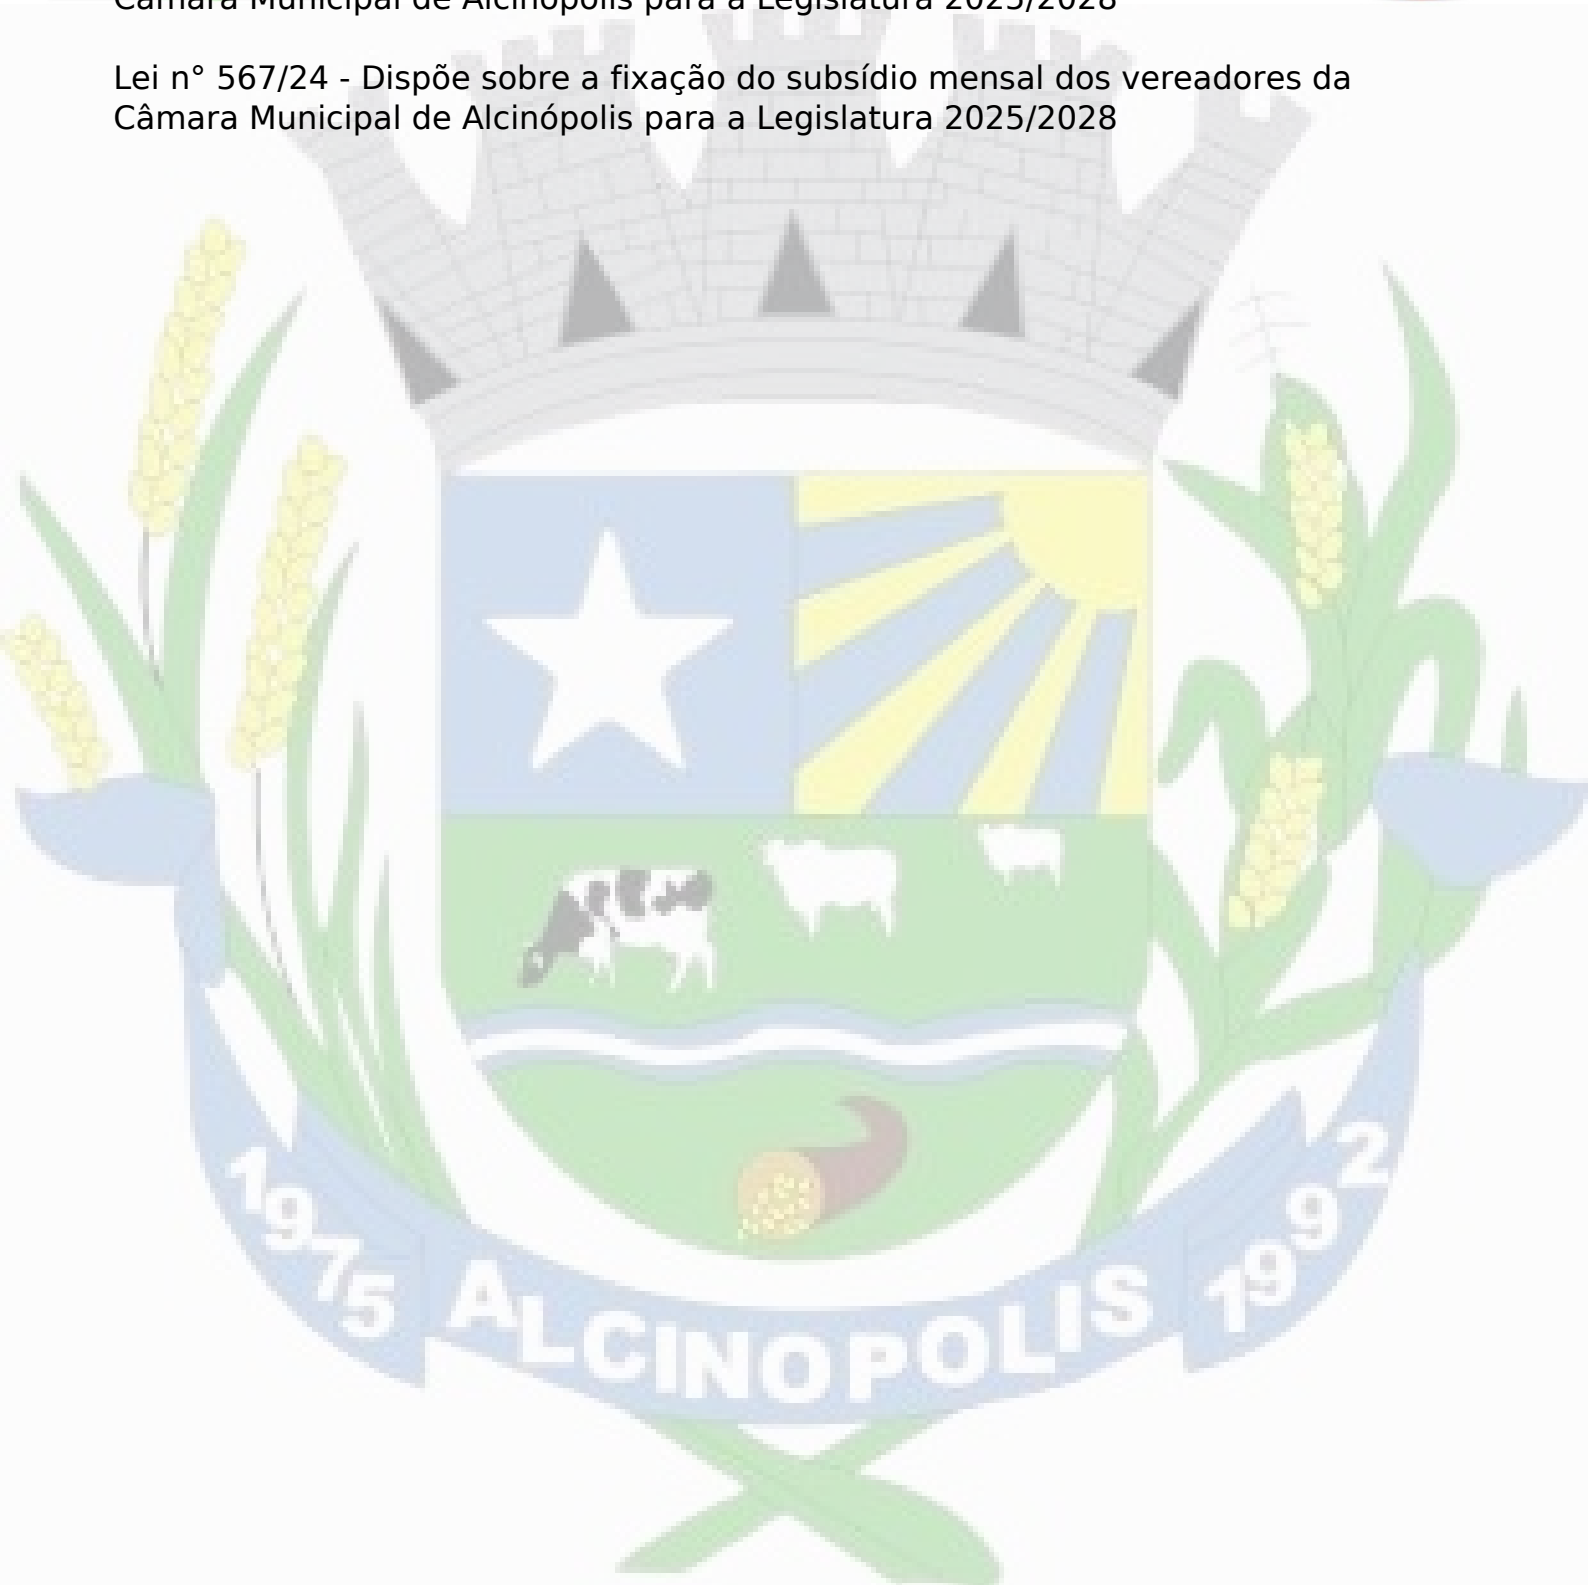 Câmara Municipal de Alcinópolis para a Legislatura 2025/2028
Lei n° 567/24 - Dispõe sobre a fixação do subsídio mensal dos vereadores da
Câmara Municipal de Alcinópolis para a Legislatura 2025/2028
1975 ALCINOPOLIS 1992